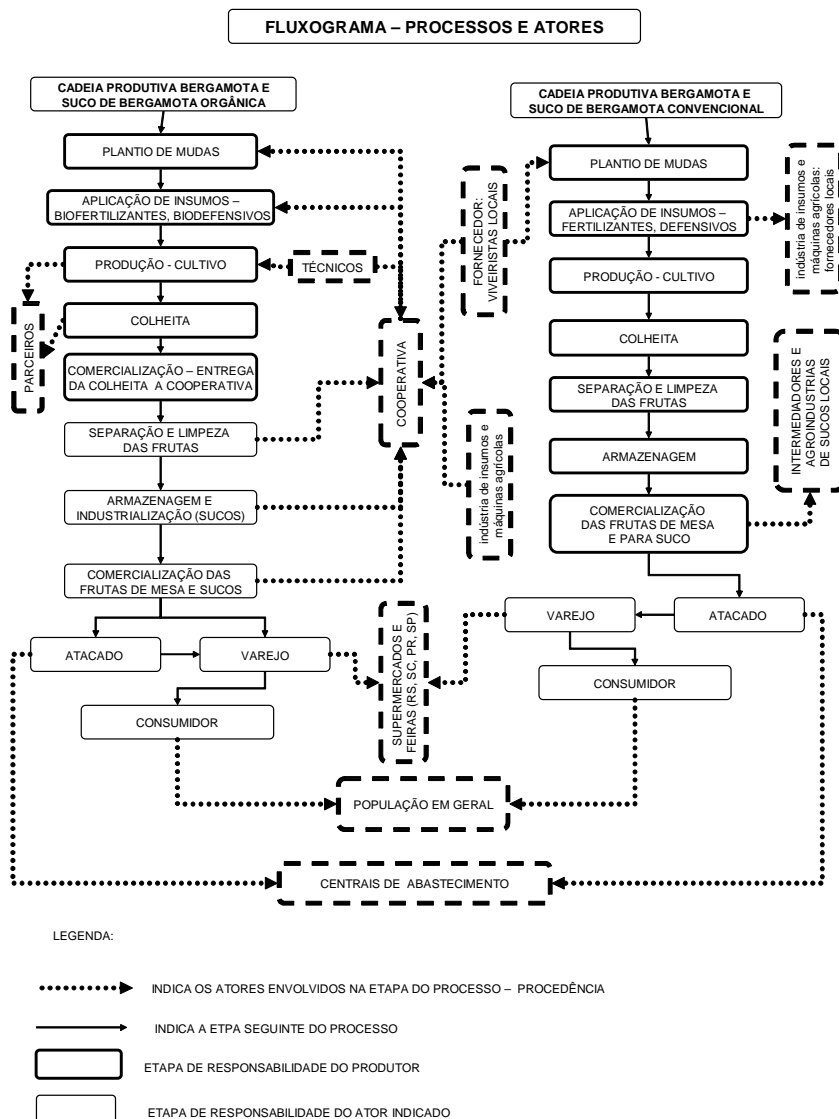 FLUXOGRAMA – PROCESSOS E ATORES
CADEIA PRODUTIVA BERGAMOTA E
SUCO DE BERGAMOTA ORGÂNICA
PLANTIO DE MUDAS
APLICAÇÃO DE INSUMOS –
BIOFERTILIZANTES, BIODEFENSIVOS
PRODUÇÃO - CULTIVO
TÉCNICOS
PARCEIROS
COLHEITA
COMERCIALIZAÇÃO – ENTREGA
DA COLHEITA A COOPERATIVA
SEPARAÇÃO E LIMPEZA
DAS FRUTAS
ARMAZENAGEM E
INDUSTRIALIZAÇÃO (SUCOS)
COMERCIALIZAÇÃO DAS
FRUTAS DE MESA E SUCOS
ATACADO
VAREJO
CONSUMIDOR
COOPERATIVA
FORNECEDOR:
VIVEIRISTAS LOCAIS
indústria de insumos e
máquinas agrícolas
SUPERMERCADOS E
FEIRAS (RS, SC, PR, SP)
CADEIA PRODUTIVA BERGAMOTA E
SUCO DE BERGAMOTA CONVENCIONAL
PLANTIO DE MUDAS
APLICAÇÃO DE INSUMOS –
FERTILIZANTES, DEFENSIVOS
PRODUÇÃO - CULTIVO
COLHEITA
SEPARAÇÃO E LIMPEZA
DAS FRUTAS
ARMAZENAGEM
COMERCIALIZAÇÃO
DAS FRUTAS DE MESA
E PARA SUCO
VAREJO
ATACADO
CONSUMIDOR
indústria de insumos e
máquinas agrícolas:
fornecedores locais
INTERMEDIADORES E
AGROINDUSTRIAS
DE SUCOS LOCAIS
POPULAÇÃO EM GERAL
CENTRAIS DE ABASTECIMENTO
LEGENDA:
INDICA OS ATORES ENVOLVIDOS NA ETAPA DO PROCESSO – PROCEDÊNCIA
INDICA A ETPA SEGUINTE DO PROCESSO
ETAPA DE RESPONSABILIDADE DO PRODUTOR
ETAPA DE RESPONSABILIDADE DO ATOR INDICADO